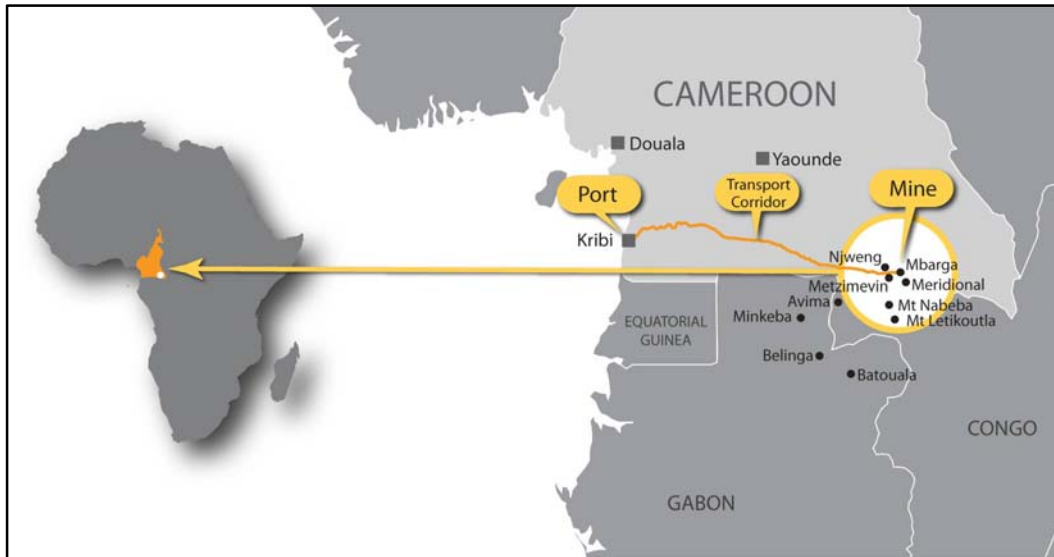 CAMEROON
Douala
Yaounde
Port
Transport
Corridor
Mine
Kribi
Njweng
Mbarga
Metzimevin
Meridional
Avima
Mt Nabeba
Minkeba
Mt Letikoutla
EQUATORIAL
GUINEA
Belinga
Batouala
CONGO
GABON